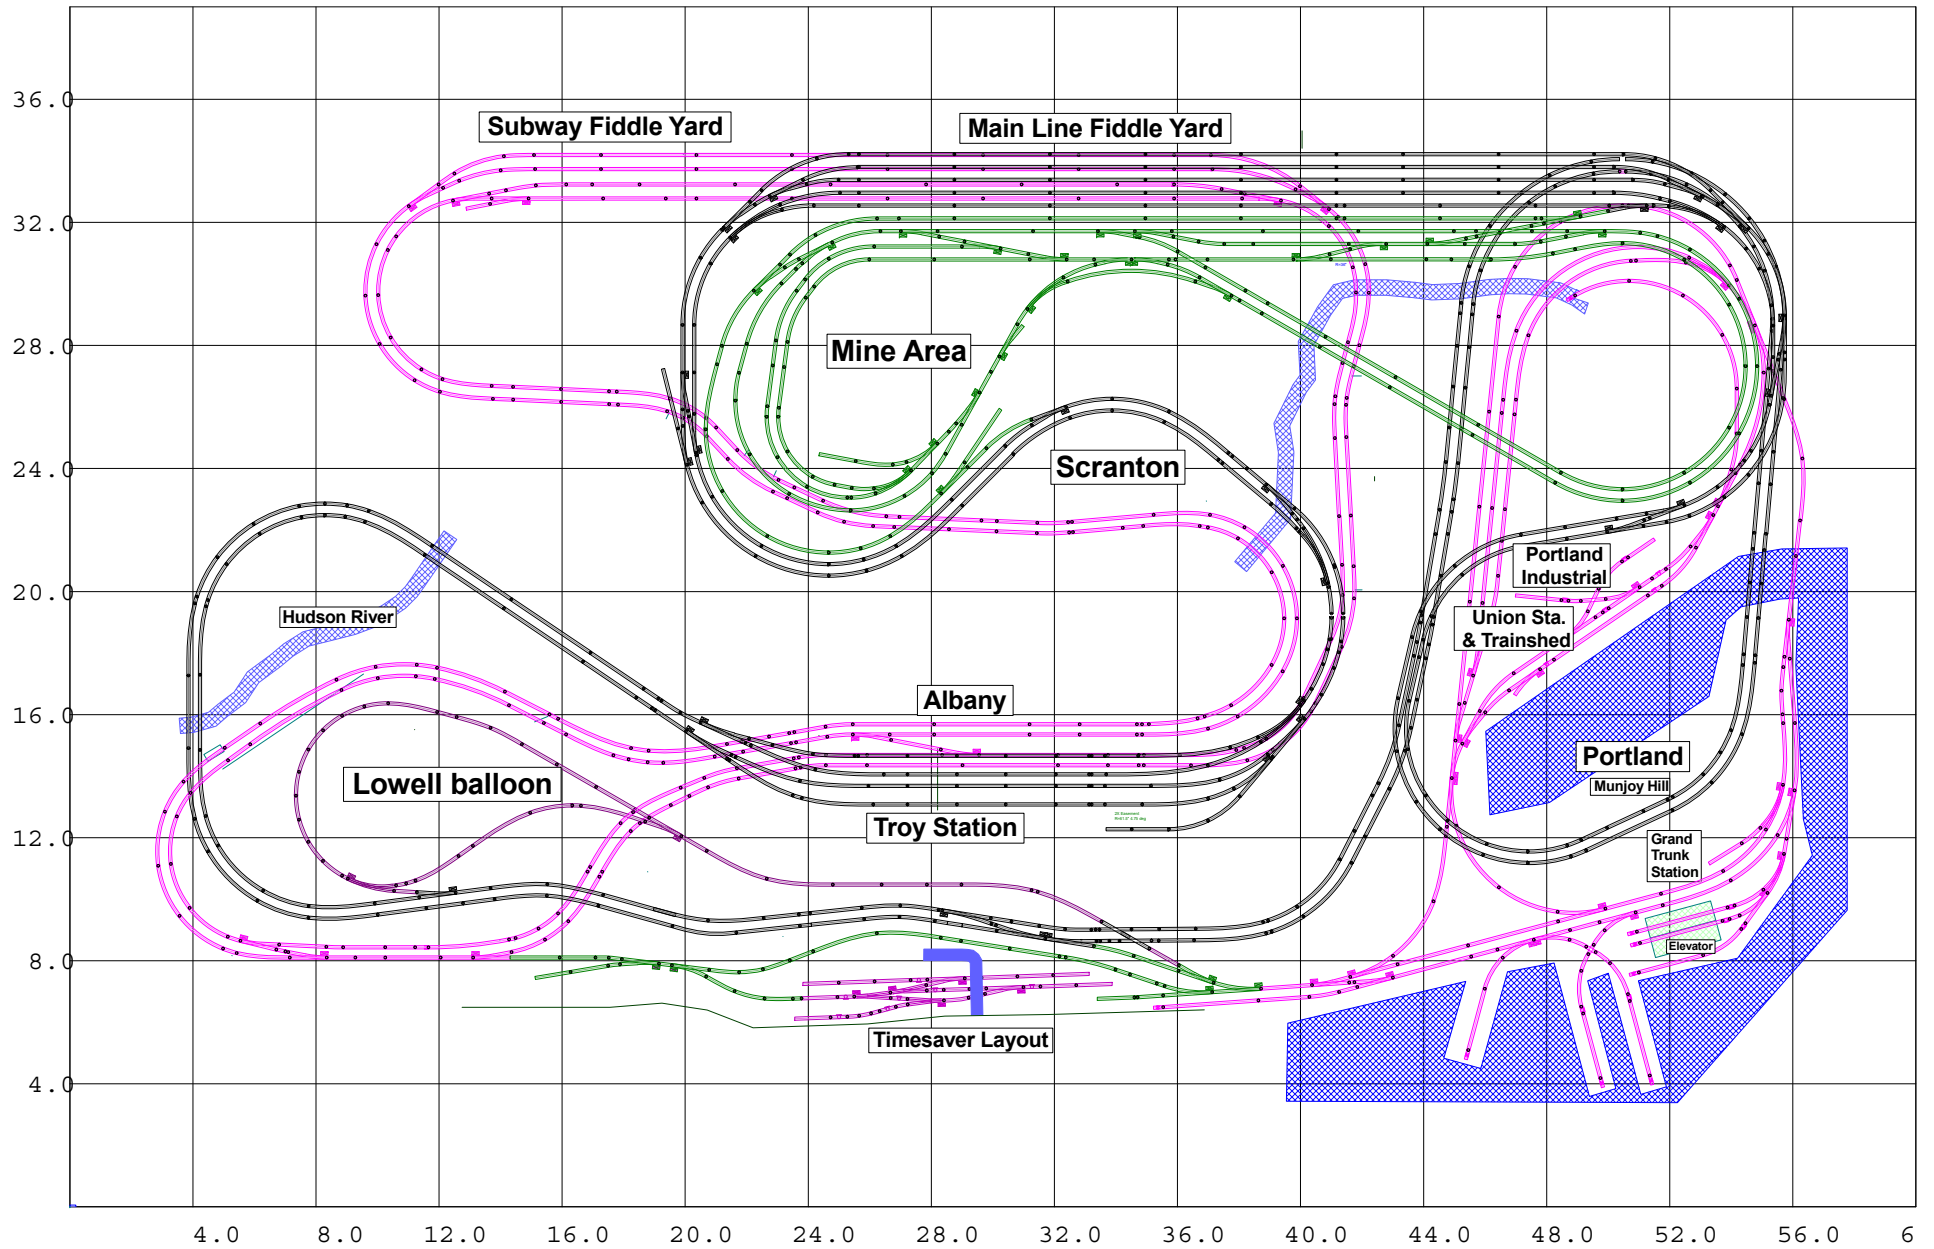 36.0
Subway Fiddle Yard
Main Line Fiddle Yard
32.0
28.0
Mine Area
24.0
Scranton
20.0
Portland
Industrial
Hudson River
Union Sta.
& Trainshed
16.0
Albany
Portland
Lowell balloon
Munjoy Hill
12.0
Troy Station
Grand
Trunk
Station
Elevator
8.0
Timesaver Layout
4.0
4.0 8.0 12.0 16.0 20.0 24.0 28.0 32.0 36.0 40.0 44.0 48.0 52.0 56.0 6